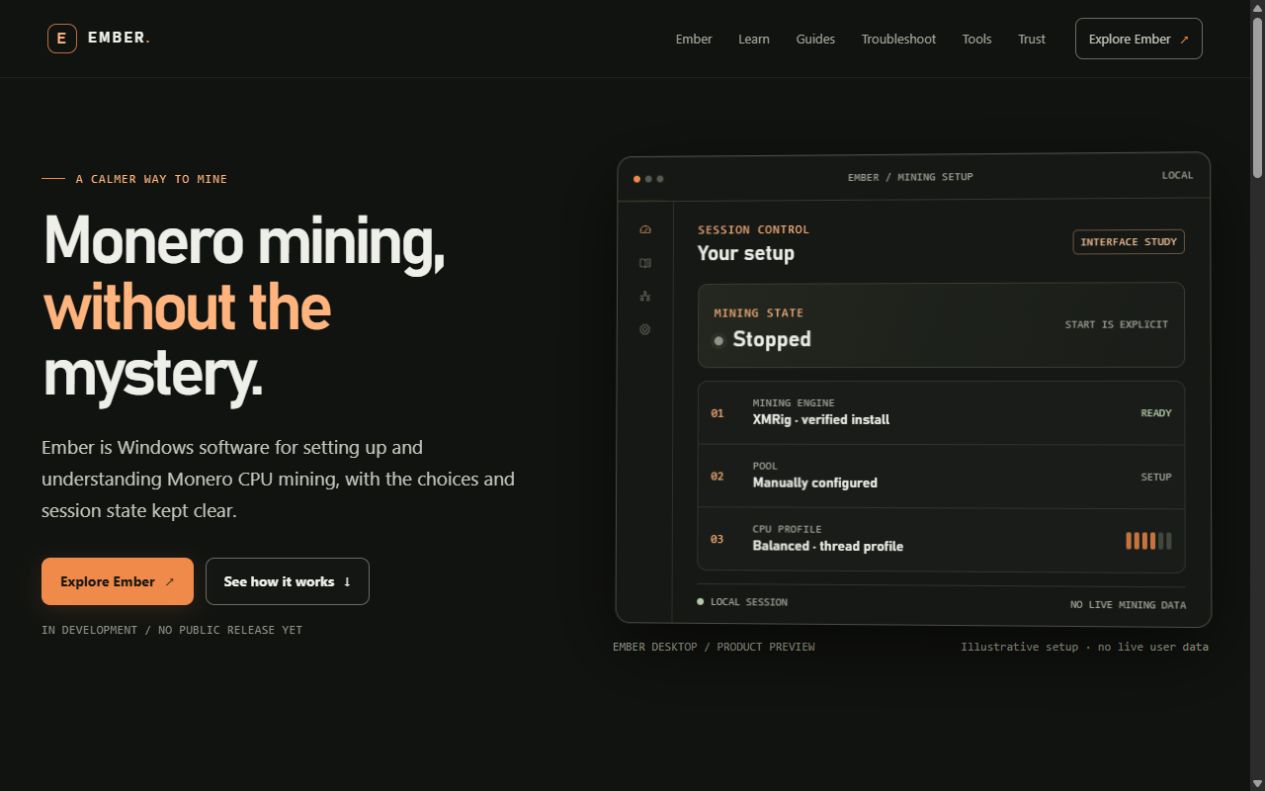 E EMBER.
Ember Learn Guides Troubleshoot Tools Trust Explore Ember ↗
A CALMER WAY TO MINE
Monero mining,
without the
mystery.
Ember is Windows software for setting up and
understanding Monero CPU mining, with the choices and
session state kept clear.
Explore Ember ↗ See how it works ↓
IN DEVELOPMENT / NO PUBLIC RELEASE YET
EMBER / MINING SETUP LOCAL
SESSION CONTROL
Your setup
INTERFACE STUDY
MINING STATE
Stopped
START IS EXPLICIT
01 MINING ENGINE
XMRig · verified install
READY
02 POOL
Manually configured
SETUP
03 CPU PROFILE
Balanced · thread profile
LOCAL SESSION NO LIVE MINING DATA
EMBER DESKTOP / PRODUCT PREVIEW Illustrative setup · no live user data